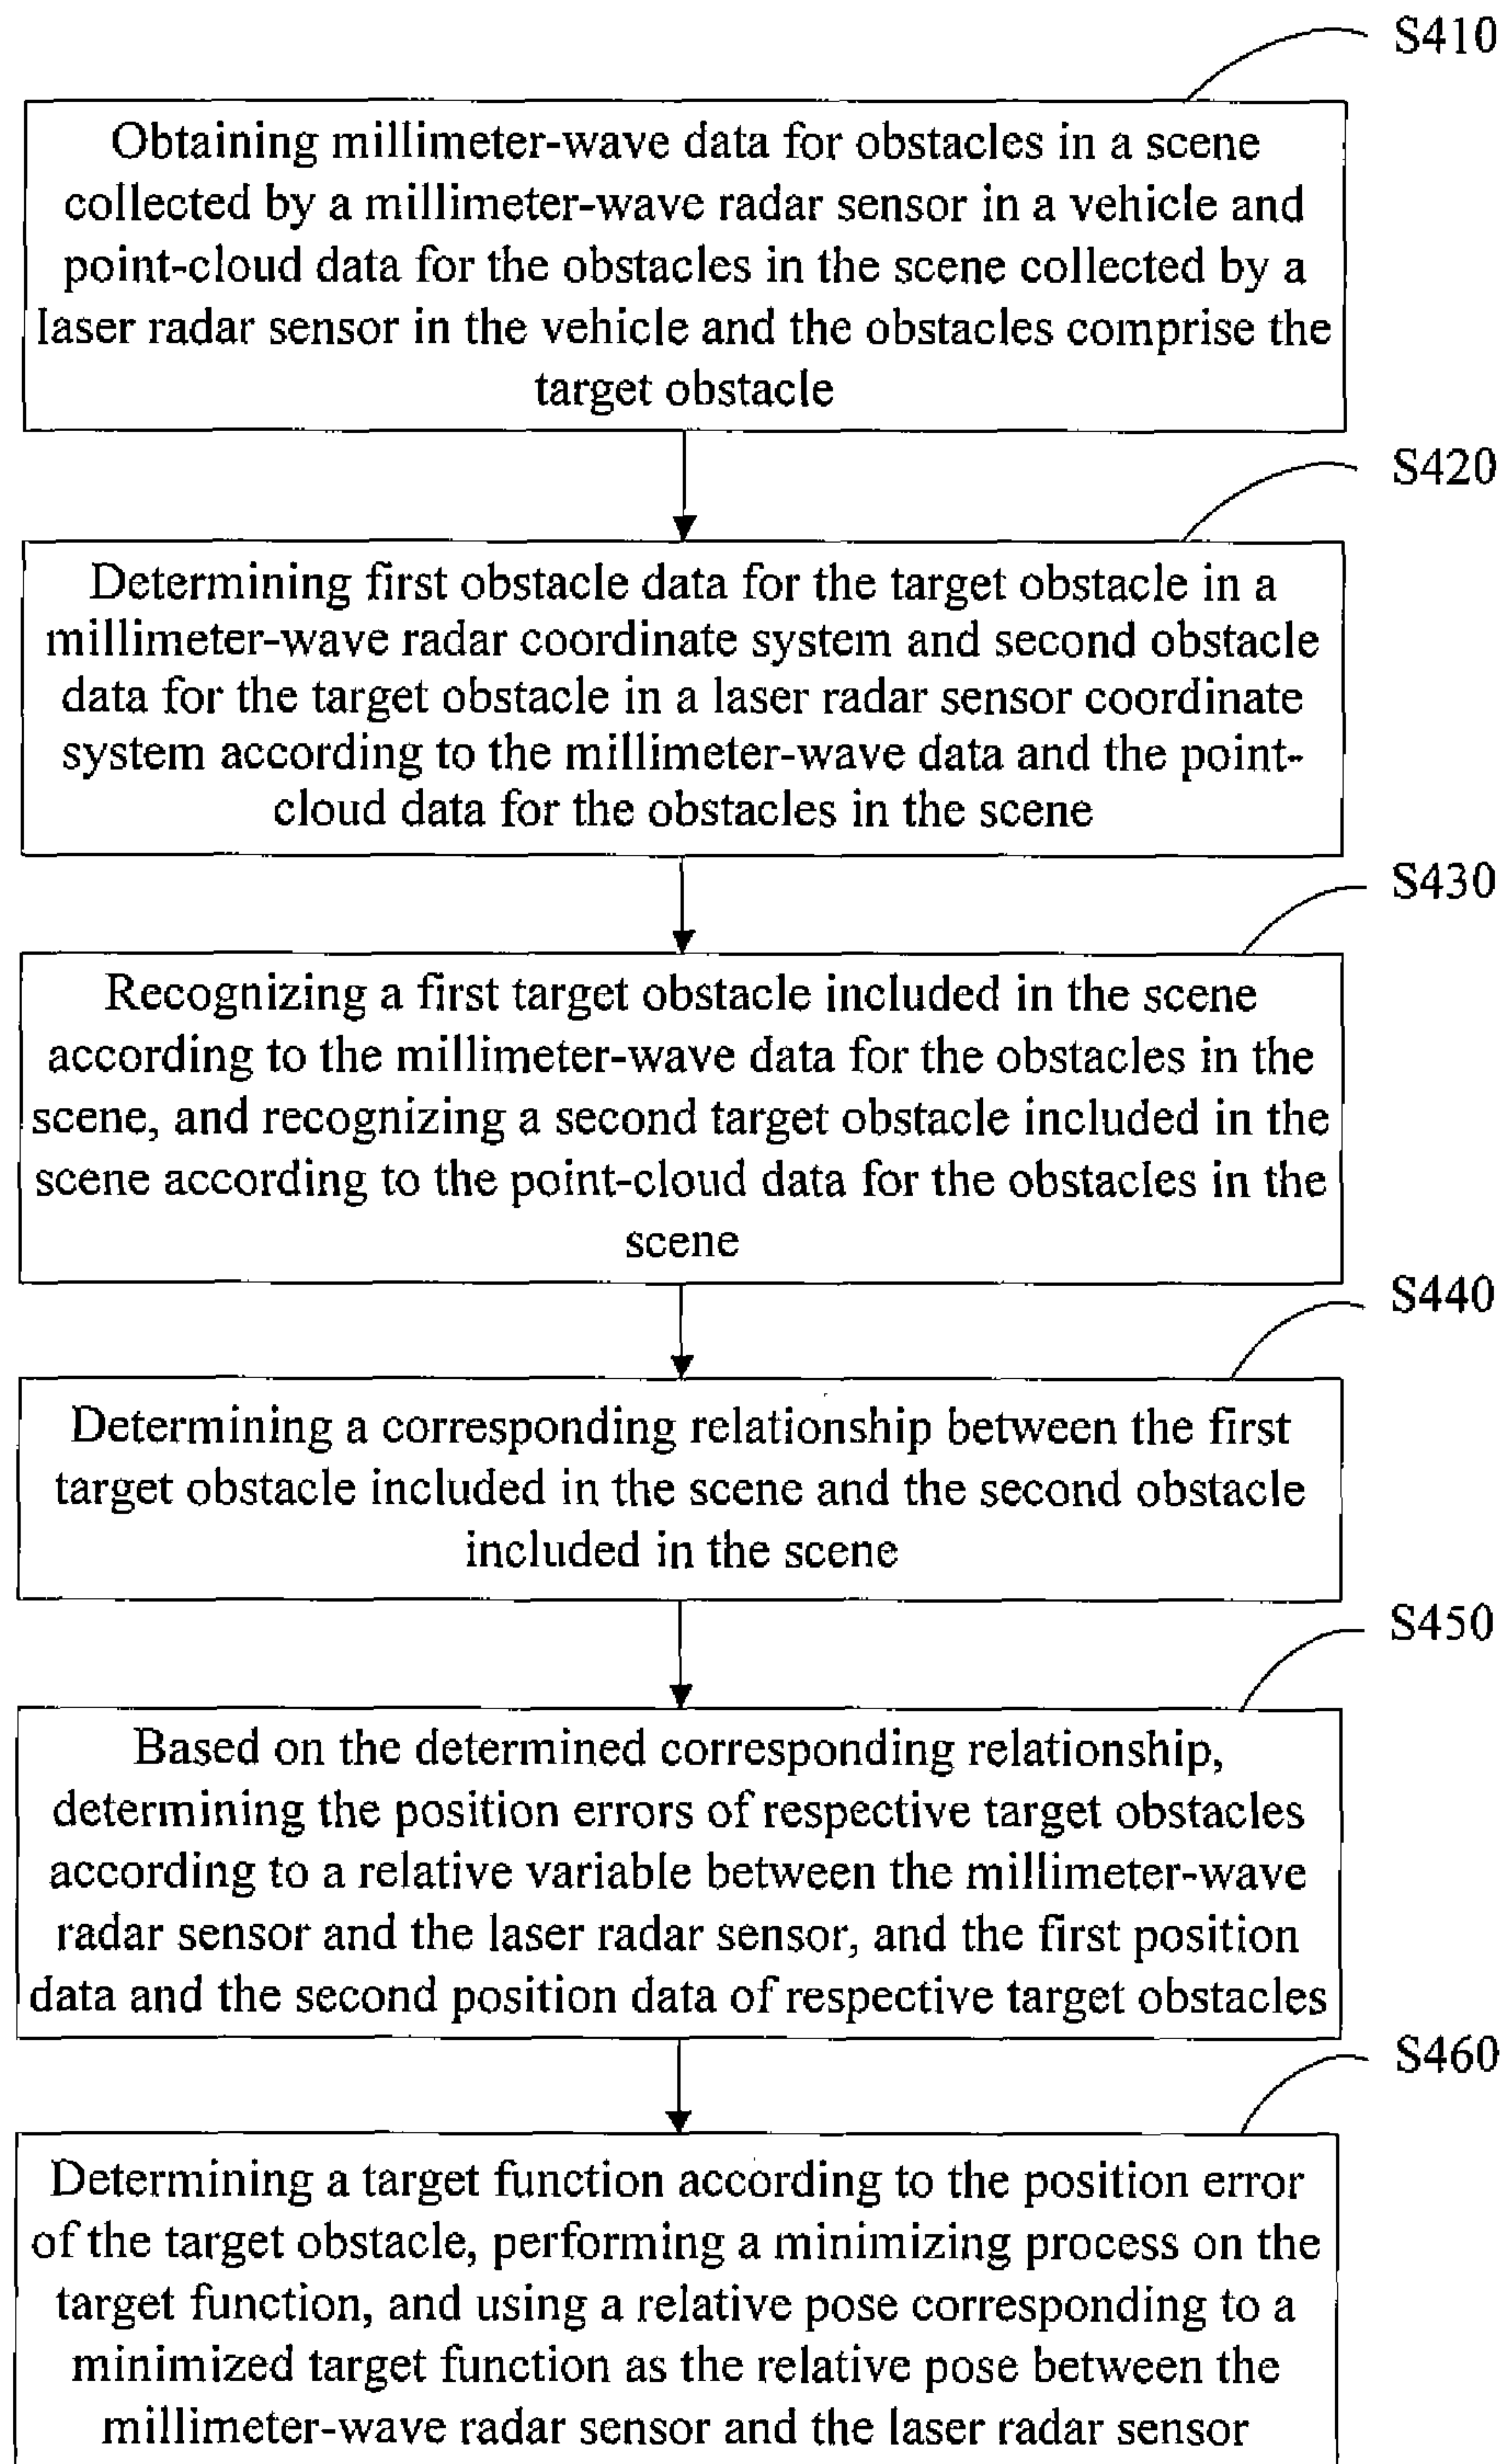 S410
Obtaining millimeter-wave data for obstacles in a scene
collected by a millimeter-wave radar sensor in a vehicle and
point-cloud data for the obstacles in the scene collected by a
laser radar sensor in the vehicle and the obstacles comprise the
target obstacle
S420
Determining first obstacle data for the target obstacle in a
millimeter-wave radar coordinate system and second obstacle
data for the target obstacle in a laser radar sensor coordinate
system according to the millimeter-wave data and the point-
cloud data for the obstacles in the scene
S430
Recognizing a first target obstacle included in the scene
according to the millimeter-wave data for the obstacles in the
scene, and recognizing a second target obstacle included in the
scene according to the point-cloud data for the obstacles in the
scene
S440
Determining a corresponding relationship between the first
target obstacle included in the scene and the second obstacle
included in the scene
S450
Based on the determined corresponding relationship,
determining the position errors of respective target obstacles
according to a relative variable between the millimeter-wave
radar sensor and the laser radar sensor, and the first position
data and the second position data of respective target obstacles
S460
Determining a target function according to the position error
of the target obstacle, performing a minimizing process on the
target function, and using a relative pose corresponding to a
minimized target function as the relative pose between the
millimeter-wave radar sensor and the laser radar sensor